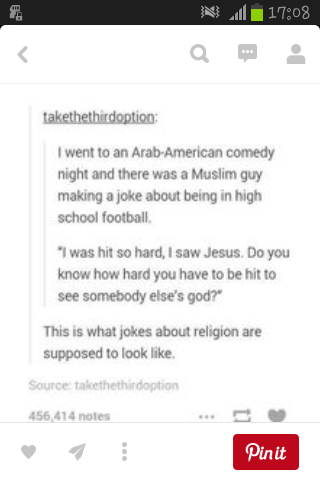 17:08
takethethirdoption:
I went to an Arab-American comedy
night and there was a Muslim guy
making a joke about being in high
school football.
"I was hit so hard, I saw Jesus. Do you
know how hard you have to be hit to
see somebody else's god?"
This is what jokes about religion are
supposed to look like.
Source: takethethirdoption
456,414 notes
Pinit